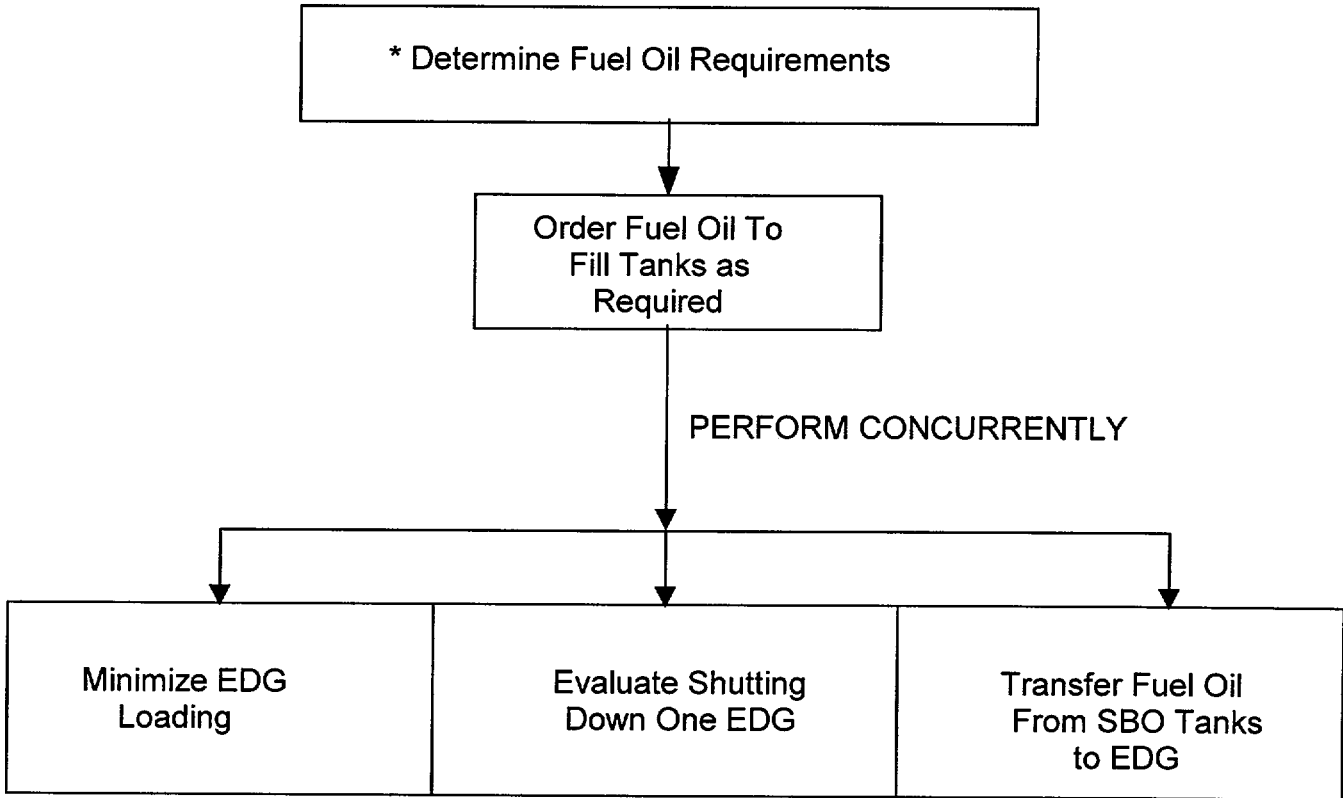 * Determine Fuel Oil Requirements
Order Fuel Oil To
Fill Tanks as
Required
PERFORM CONCURRENTLY
Minimize EDG
Loading
Evaluate Shutting
Down One EDG
Transfer Fuel Oil
From SBO Tanks
to EDG